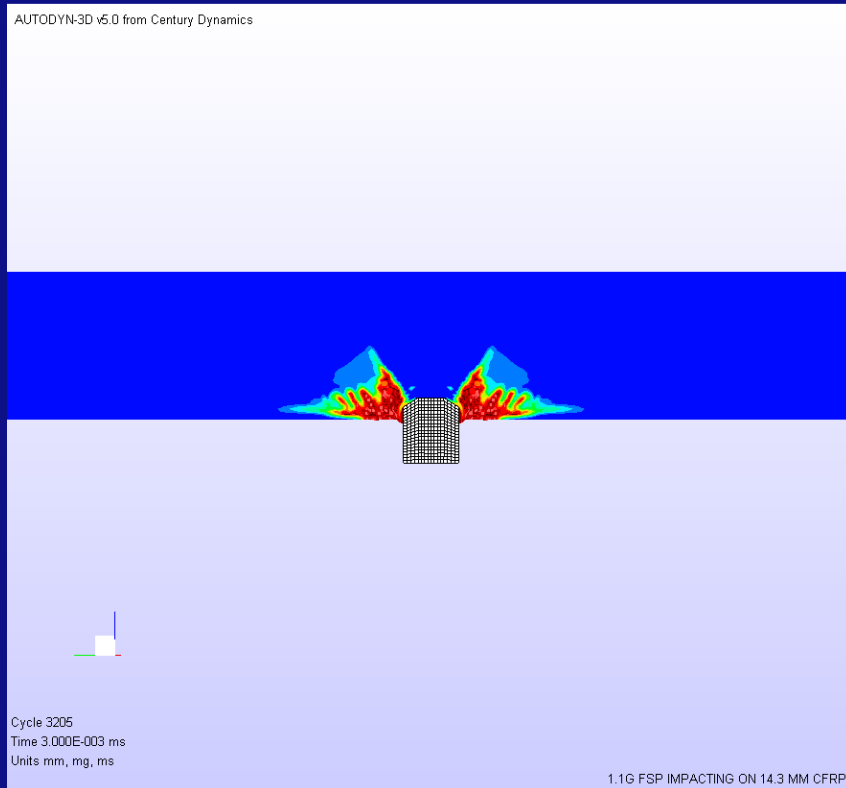 AUTODYN-3D v5.0 from Century Dynamics
Cycle 3205
Time 3.000E-003 ms
Units mm, mg, ms
1.1G FSP IMPACTING ON 14.3 MM CFRP